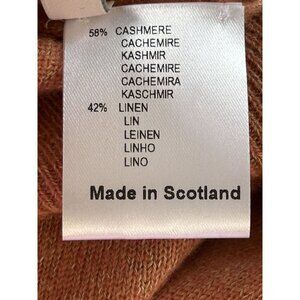 58% CASHMERE
CACHEMIRE
KASHMIR
CACHEMIRE
CACHEMIRA
KASCHMIR
42% LINEN
LIN
LEINEN
LINHO
LINO
Made in Scotland